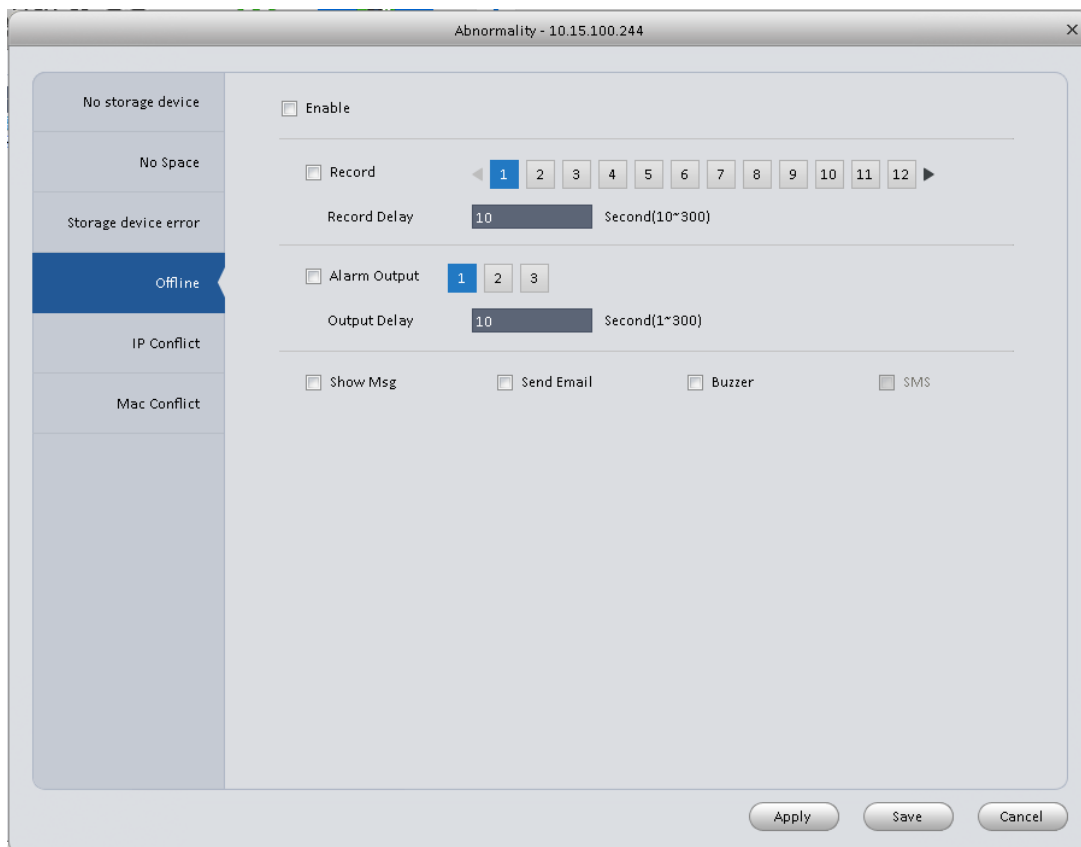 Abnormality - 10.15.100.244
No storage device
No Space
Storage device error
Offline
IP Conflict
Mac Conflict
Enable
Record 1 2 3 4 5 6 7 8 9 10 11 12
Record Delay 10 Second(10~300)
Alarm Output 1 2 3
Output Delay 10 Second(1~300)
Show Msg Send Email Buzzer SMS
Apply Save Cancel